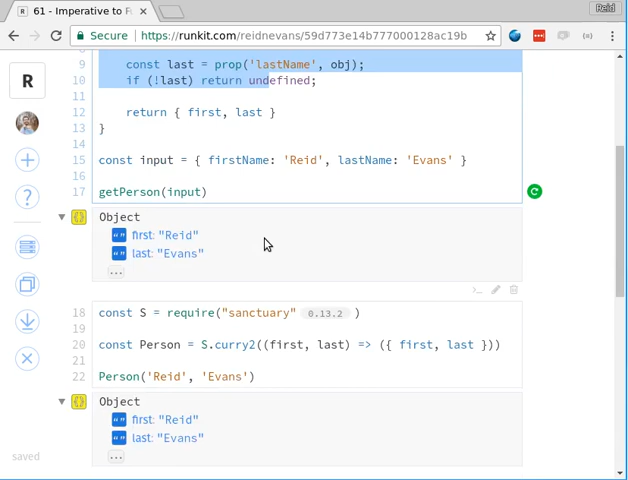 61 - Imperative to F
Reid
Secure
https://runkit.com/reidnevans/59d773e14b777000128ac19b
R
9 const last = prop('lastName', obj);
10 if (!last) return undefined;
11
12 return { first, last }
13 }
14
15 const input = { firstName: 'Reid', lastName: 'Evans' }
16
17 getPerson(input)
{} Object
"" first: "Reid"
"" last: "Evans"
...
18 const S = require("sanctuary" 0.13.2 )
19
20 const Person = S.curry2((first, last) => ({ first, last }))
21
22 Person('Reid', 'Evans')
{} Object
"" first: "Reid"
"" last: "Evans"
...
saved